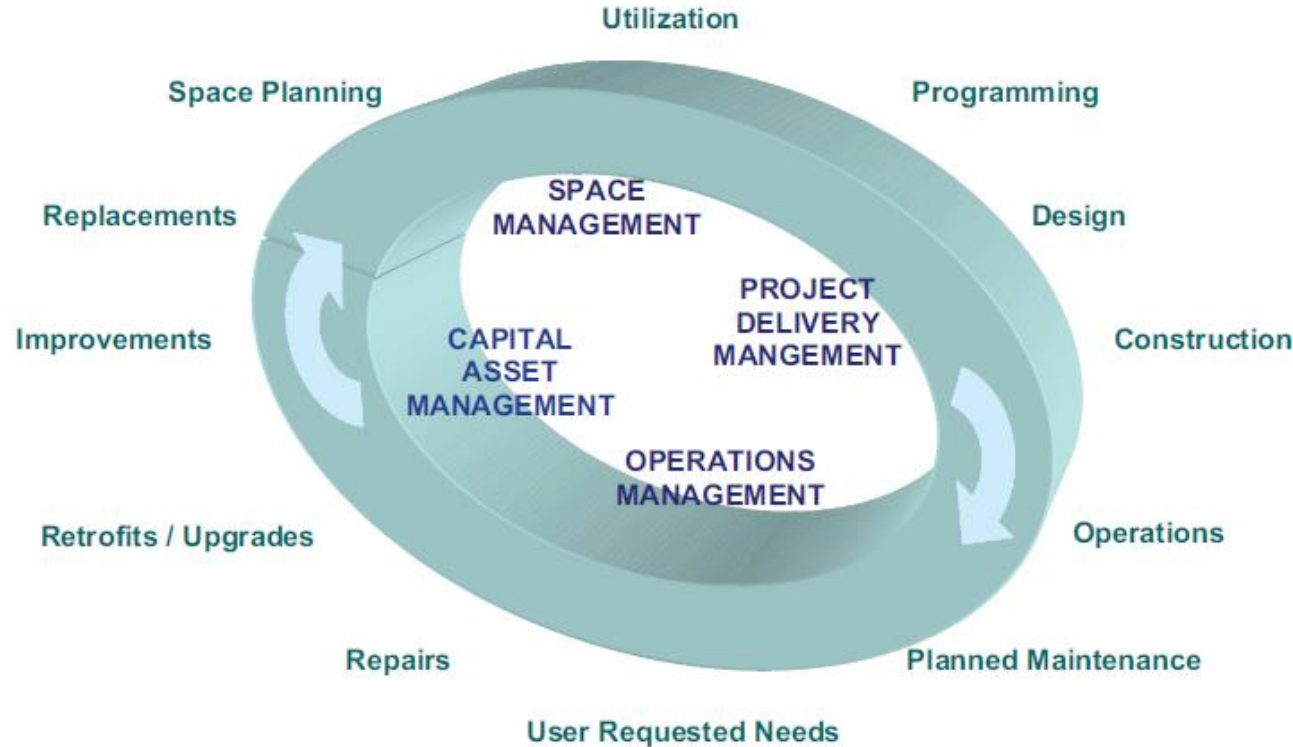 Utilization
Space Planning
Programming
Replacements
SPACE
MANAGEMENT
Design
PROJECT
DELIVERY
MANGEMENT
Improvements
CAPITAL
ASSET
MANAGEMENT
Construction
OPERATIONS
MANAGEMENT
Retrofits / Upgrades
Operations
Repairs
Planned Maintenance
User Requested Needs